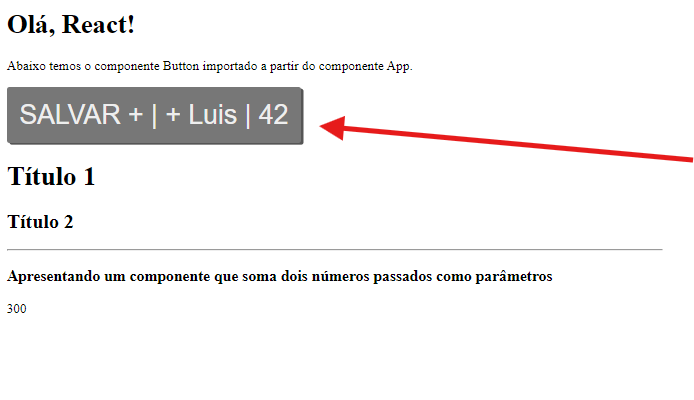 Olá, React!
Abaixo temos o componente Button importado a partir do componente App.
SALVAR + | + Luis | 42
Título 1
Título 2
Apresentando um componente que soma dois números passados como parâmetros
300